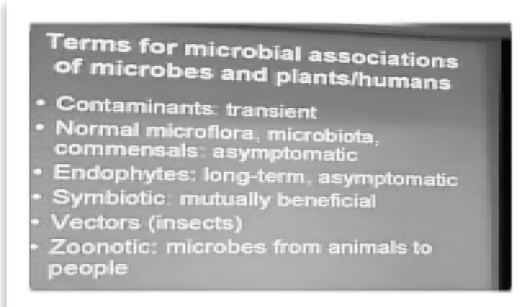 Terms for microbial associations
of microbes and plants/humans
• Contaminants: transient
• Normal microflora, microbiota,
commensals: asymptomatic
• Endophytes: long-term, asymptomatic
• Symbiotic: mutually beneficial
• Vectors (insects)
• Zoonotic: microbes from animals to
people